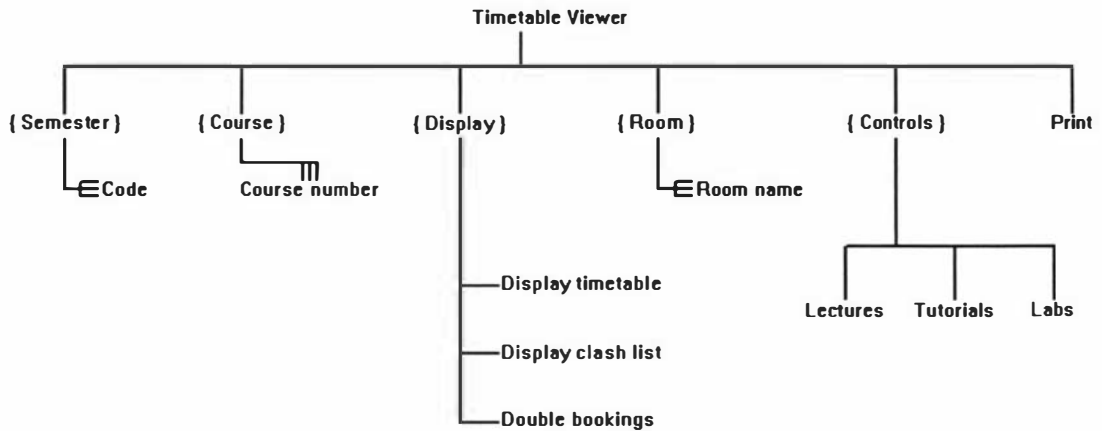 Timetable Viewer
{ Semester } { Course } { Display } { Room } { Controls } Print
Code Course number Room name
Display timetable
Lectures Tutorials Labs
Display clash list
Double bookings